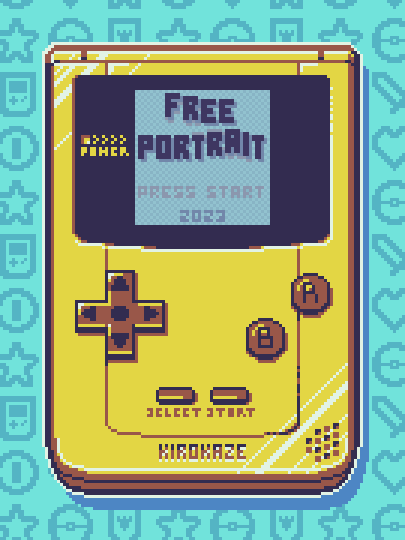 FREE
PORTRAIT
POWER
PRESS START
2023
A
B
SELECT START
KIROKAZE